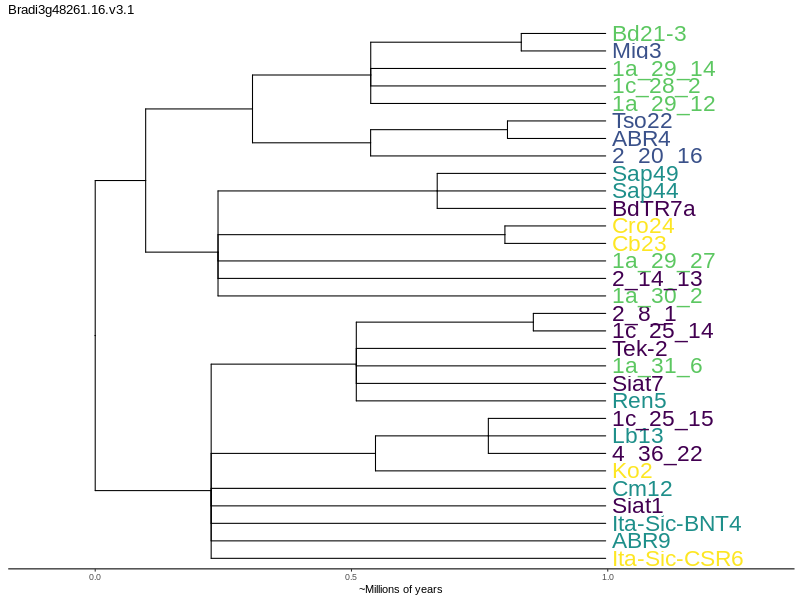 Bradi3g48261.16.v3.1
Bd21-3
Mig3
1a_29_14
1c_28_2
1a_29_12
Tso22
ABR4
2_20_16
Sap49
Sap44
BdTR7a
Cro24
Cb23
1a_29_27
2_14_13
1a_30_2
2_8_1
1c_25_14
Tek-2
1a_31_6
Siat7
Ren5
1c_25_15
Lb13
4_36_22
Ko2
Cm12
Siat1
Ita-Sic-BNT4
ABR9
Ita-Sic-CSR6
0.0 0.5 1.0
~Millions of years